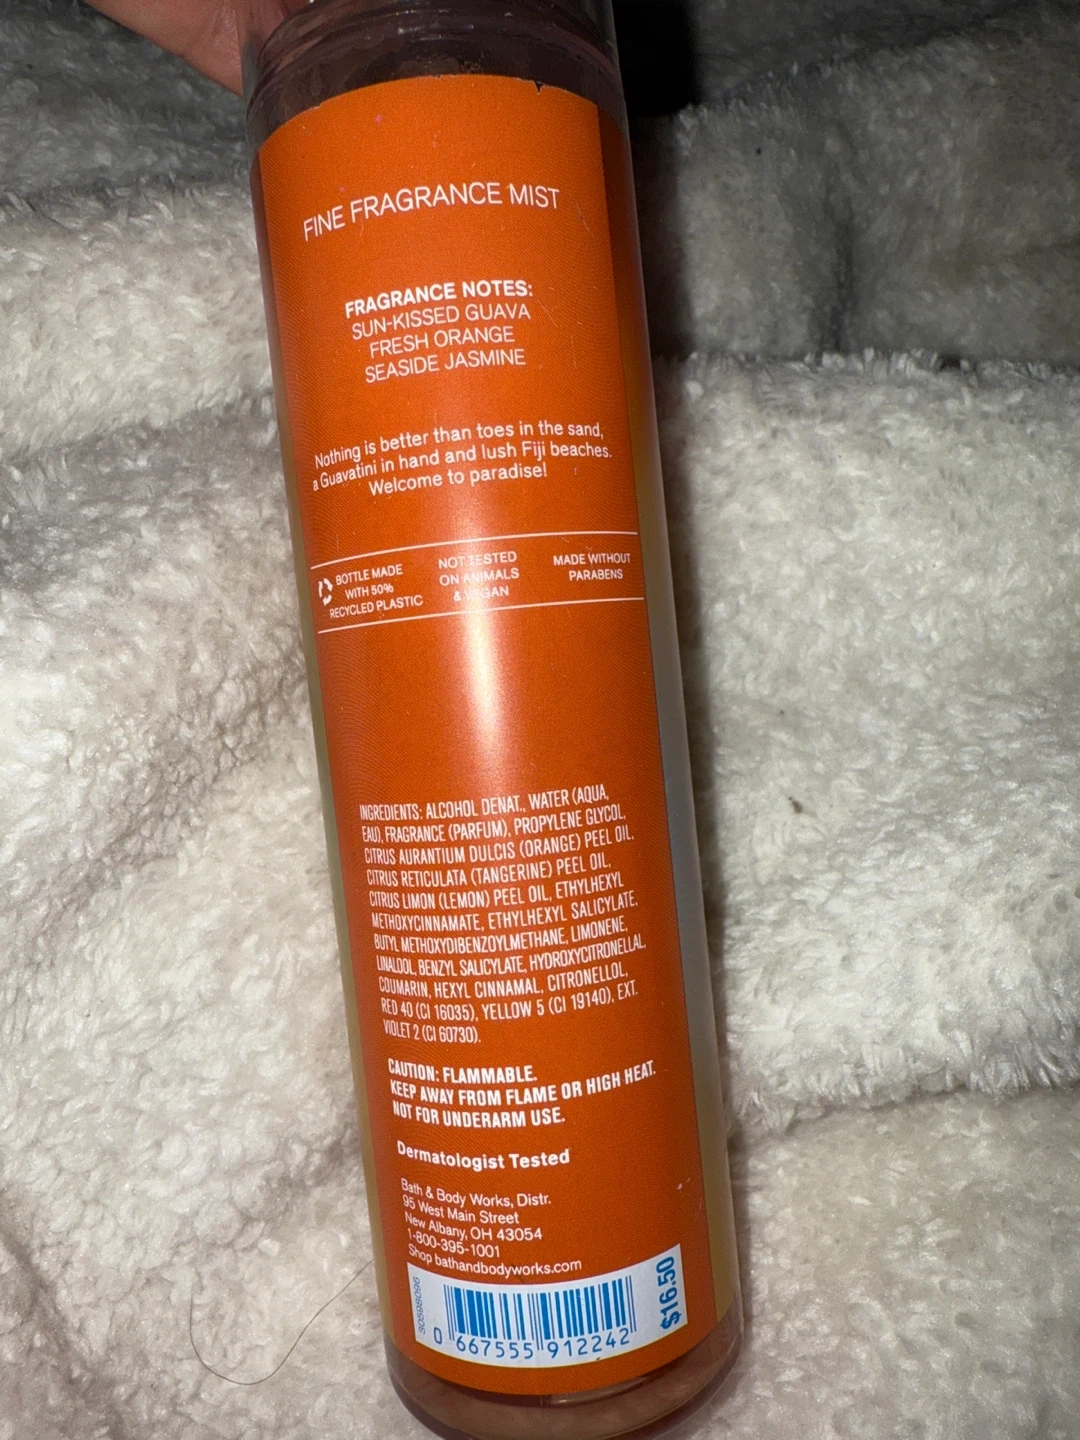 FINE FRAGRANCE MIST
FRAGRANCE NOTES:
SUN-KISSED GUAVA
FRESH ORANGE
SEASIDE JASMINE
Nothing is better than toes in the sand,
a Guavatini in hand and lush Fiji beaches.
Welcome to paradise!
BOTTLE MADE
WITH 50%
RECYCLED PLASTIC
NOT TESTED
ON ANIMALS
& VEGAN
MADE WITHOUT
PARABENS
INGREDIENTS: ALCOHOL DENAT., WATER (AQUA,
EAU), FRAGRANCE (PARFUM), PROPYLENE GLYCOL,
CITRUS AURANTIUM DULCIS (ORANGE) PEEL OIL,
CITRUS RETICULATA (TANGERINE) PEEL OIL,
CITRUS LIMON (LEMON) PEEL OIL, ETHYLHEXYL
METHOXYCINNAMATE, ETHYLHEXYL SALICYLATE,
BUTYL METHOXYDIBENZOYLMETHANE, LIMONENE,
LINALOOL, BENZYL SALICYLATE, HYDROXYCITRONELLAL,
COUMARIN, HEXYL CINNAMAL, CITRONELLOL,
RED 40 (CI 16035), YELLOW 5 (CI 19140), EXT.
VIOLET 2 (CI 60730).
CAUTION: FLAMMABLE.
KEEP AWAY FROM FLAME OR HIGH HEAT.
NOT FOR UNDERARM USE.
Dermatologist Tested
Bath & Body Works, Distr.
95 West Main Street
New Albany, OH 43054
1-800-395-1001
Shop bathandbodyworks.com
0 667555 912242
$16.50